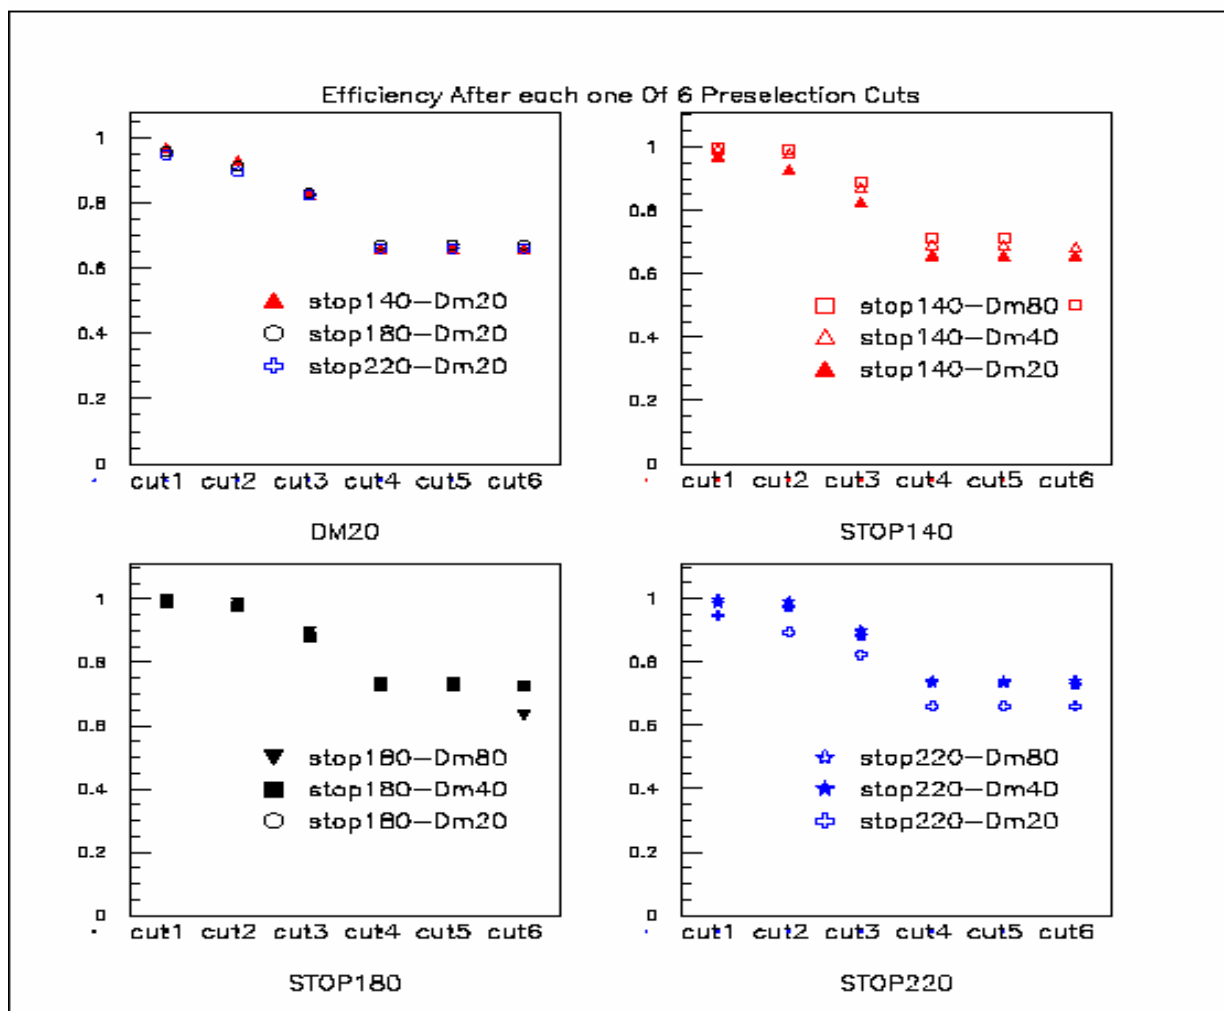 Efficiency After each one Of 6 Preselection Cuts
1
0.8
0.6
0.4
0.2
0
stop140-Dm20
stop180-Dm20
stop220-Dm20
cut1 cut2 cut3 cut4 cut5 cut6
DM20
1
0.8
0.6
0.4
0.2
0
stop140-Dm80
stop140-Dm40
stop140-Dm20
cut1 cut2 cut3 cut4 cut5 cut6
STOP140
1
0.8
0.6
0.4
0.2
0
stop180-Dm80
stop180-Dm40
stop180-Dm20
cut1 cut2 cut3 cut4 cut5 cut6
STOP180
1
0.8
0.6
0.4
0.2
0
stop220-Dm80
stop220-Dm40
stop220-Dm20
cut1 cut2 cut3 cut4 cut5 cut6
STOP220